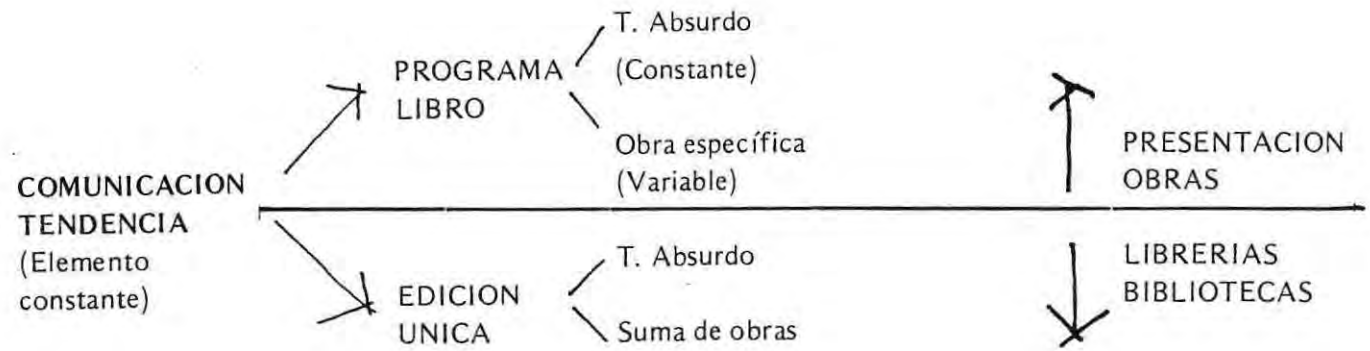 COMUNICACION
TENDENCIA
(Elemento
constante)
PROGRAMA
LIBRO
T. Absurdo
(Constante)
Obra específica
(Variable)
EDICION
UNICA
T. Absurdo
Suma de obras
PRESENTACION
OBRAS
LIBRERIAS
BIBLIOTECAS